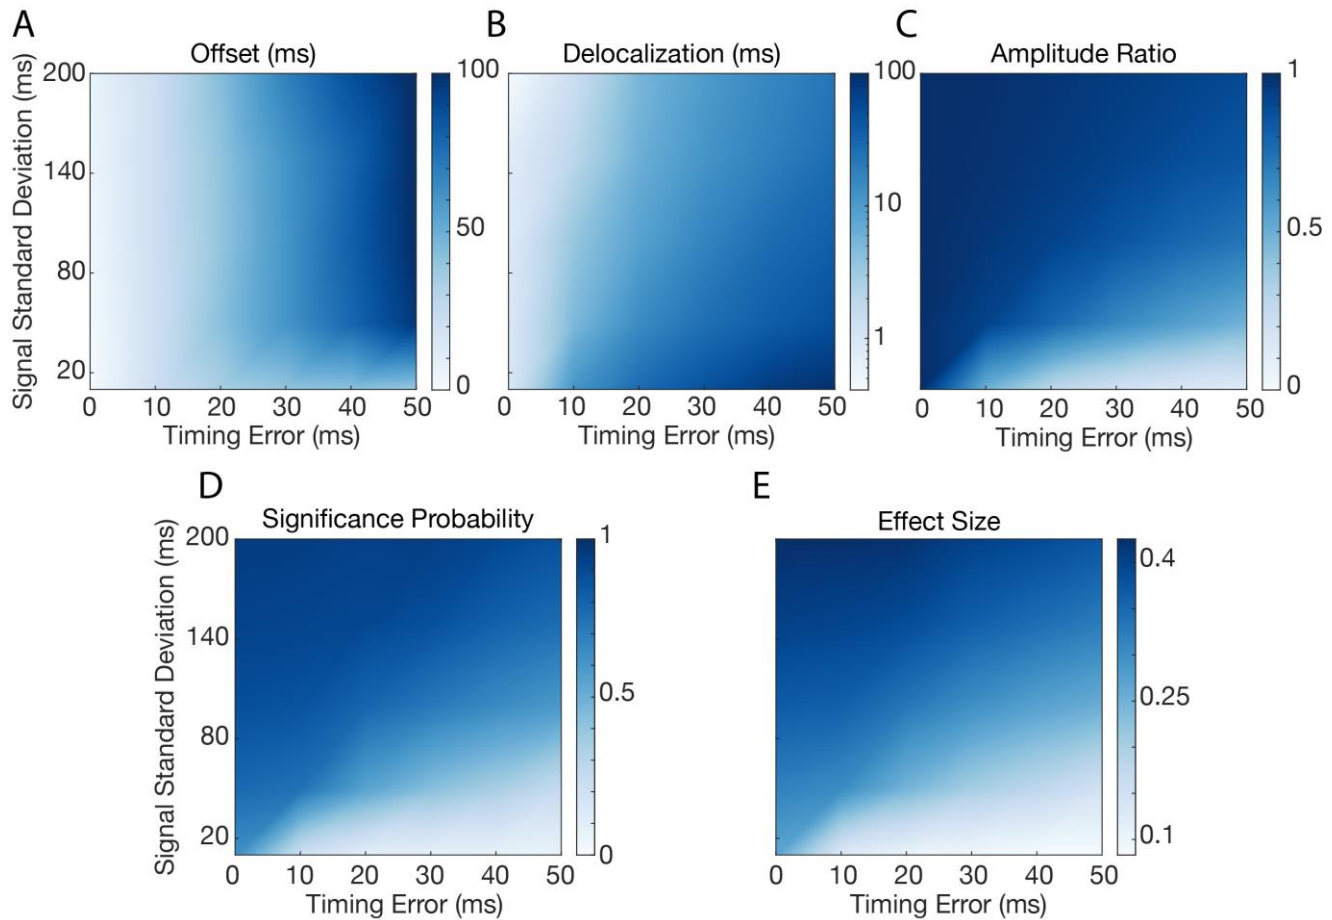 A
B
C
Offset (ms)
Delocalization (ms)
Amplitude Ratio
Signal Standard Deviation (ms)
200
140
80
20
0 10 20 30 40 50
Timing Error (ms)
100
50
0
0 10 20 30 40 50
Timing Error (ms)
100
10
1
0 10 20 30 40 50
Timing Error (ms)
1
0.5
0
D
E
Significance Probability
Effect Size
Signal Standard Deviation (ms)
200
140
80
20
0 10 20 30 40 50
Timing Error (ms)
1
0.5
0
0 10 20 30 40 50
Timing Error (ms)
0.4
0.25
0.1